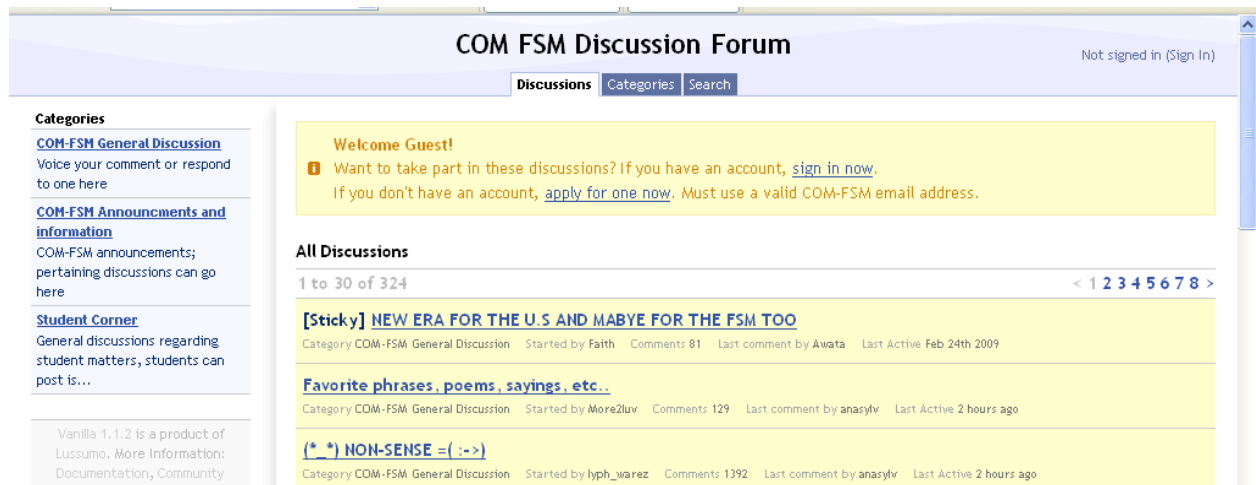 COM FSM Discussion Forum
Not signed in (Sign In)
Discussions Categories Search
Categories
COM-FSM General Discussion
Voice your comment or respond
to one here
COM-FSM Announcments and
information
COM-FSM announcements;
pertaining discussions can go
here
Student Corner
General discussions regarding
student matters, students can
post is...
Vanilla 1.1.2 is a product of
Lussumo. More Information:
Documentation, Community
Welcome Guest!
Want to take part in these discussions? If you have an account, sign in now.
If you don't have an account, apply for one now. Must use a valid COM-FSM email address.
All Discussions
1 to 30 of 324
< 1 2 3 4 5 6 7 8 >
[Sticky] NEW ERA FOR THE U.S AND MABYE FOR THE FSM TOO
Category COM-FSM General Discussion Started by Faith Comments 81 Last comment by Awata Last Active Feb 24th 2009
Favorite phrases, poems, sayings, etc..
Category COM-FSM General Discussion Started by More2luv Comments 129 Last comment by anasylv Last Active 2 hours ago
(*_*) NON-SENSE =( :->)
Category COM-FSM General Discussion Started by lyph_warez Comments 1392 Last comment by anasylv Last Active 2 hours ago